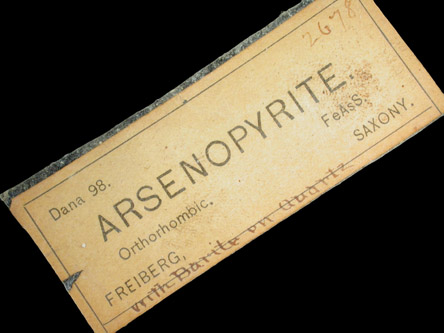 2678
Dana 98.
ARSENOPYRITE.
Orthorhombic. FeAsS.
FREIBERG, SAXONY.
with Barite on Quartz